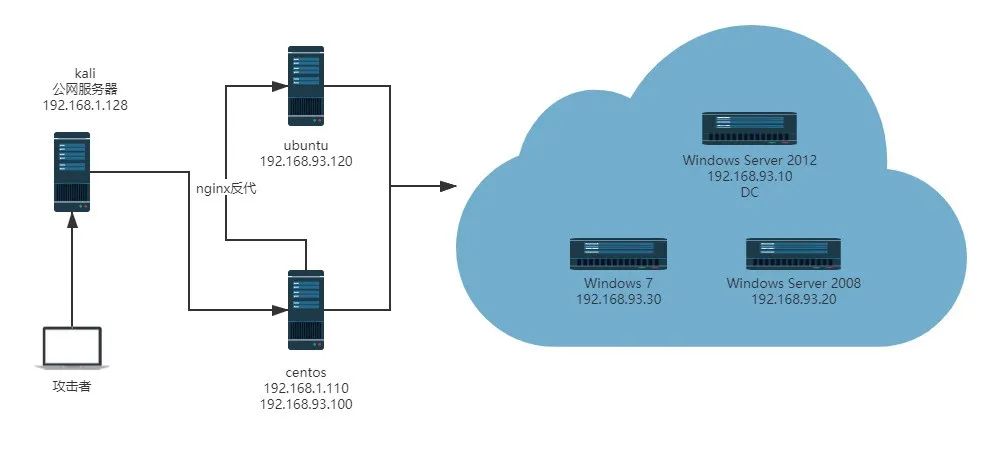 kali
公网服务器
192.168.1.128
ubuntu
192.168.93.120
nginx反代
攻击者
centos
192.168.1.110
192.168.93.100
Windows Server 2012
192.168.93.10
DC
Windows 7
192.168.93.30
Windows Server 2008
192.168.93.20